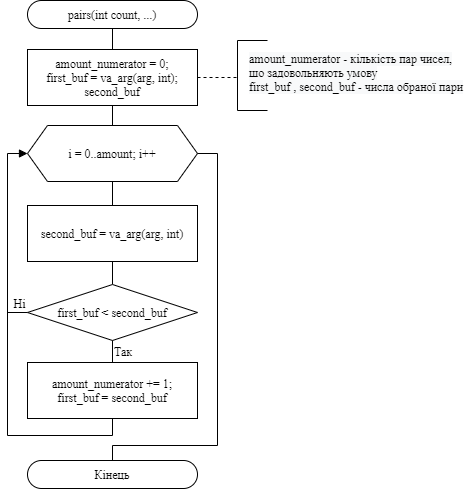 pairs(int count, ...)
amount_numerator = 0;
first_buf = va_arg(arg, int);
second_buf
amount_numerator - кількість пар чисел,
що задовольняють умову
first_buf , second_buf - числа обраної пари
i = 0..amount; i++
second_buf = va_arg(arg, int)
Ні
first_buf < second_buf
Так
amount_numerator += 1;
first_buf = second_buf
Кінець